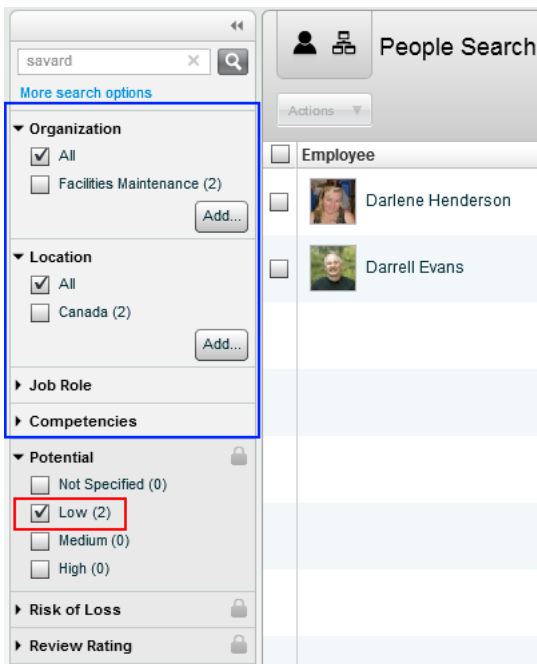 savard
More search options
Organization
All
Facilities Maintenance (2)
Add...
Location
All
Canada (2)
Add...
Job Role
Competencies
Potential
Not Specified (0)
Low (2)
Medium (0)
High (0)
Risk of Loss
Review Rating
People Search
Actions
Employee
Darlene Henderson
Darrell Evans